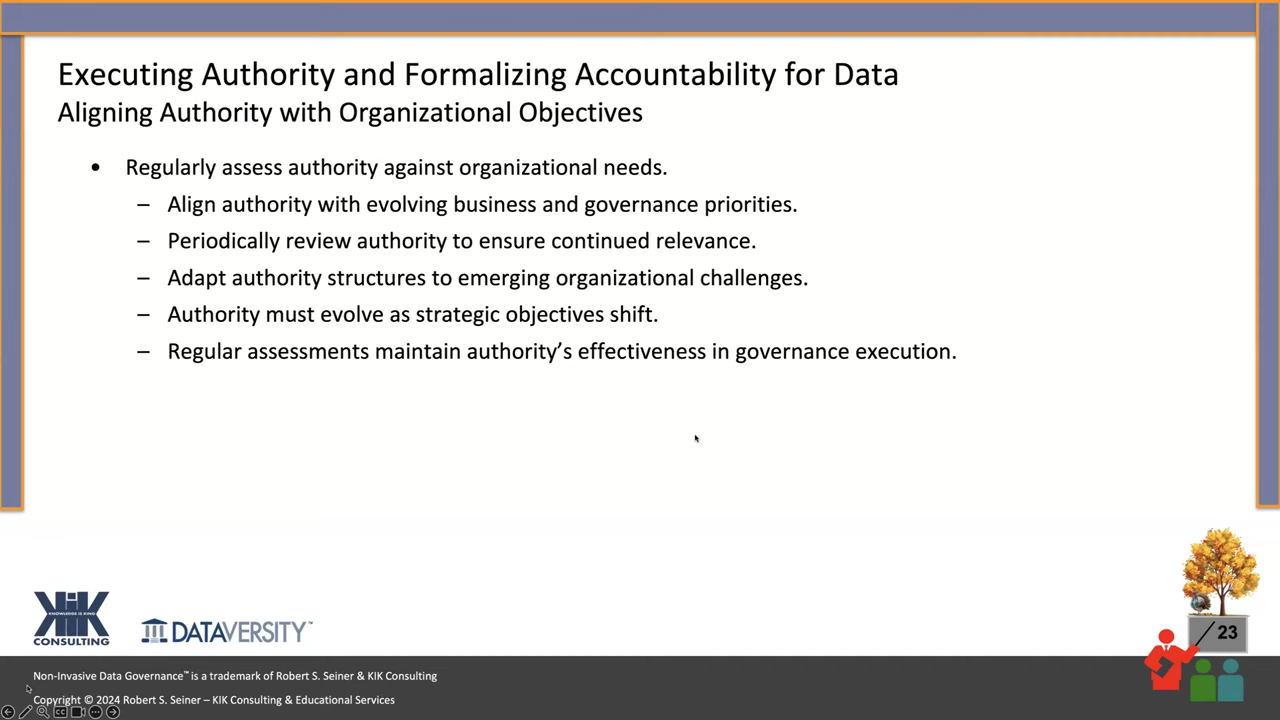 Executing Authority and Formalizing Accountability for Data
Aligning Authority with Organizational Objectives
• Regularly assess authority against organizational needs.
– Align authority with evolving business and governance priorities.
– Periodically review authority to ensure continued relevance.
– Adapt authority structures to emerging organizational challenges.
– Authority must evolve as strategic objectives shift.
– Regular assessments maintain authority’s effectiveness in governance execution.
KIK
KNOWLEDGE IS KING
CONSULTING
DATAVERSITY™
23
Non-Invasive Data Governance™ is a trademark of Robert S. Seiner & KIK Consulting
Copyright © 2024 Robert S. Seiner – KIK Consulting & Educational Services